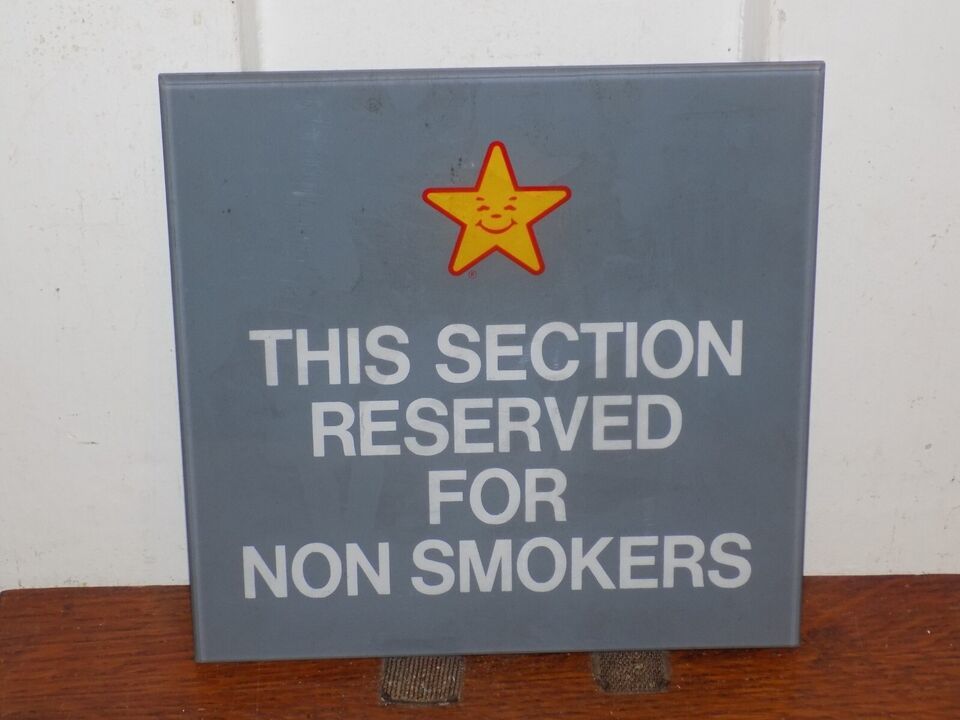 ®
THIS SECTION
RESERVED
FOR
NON SMOKERS